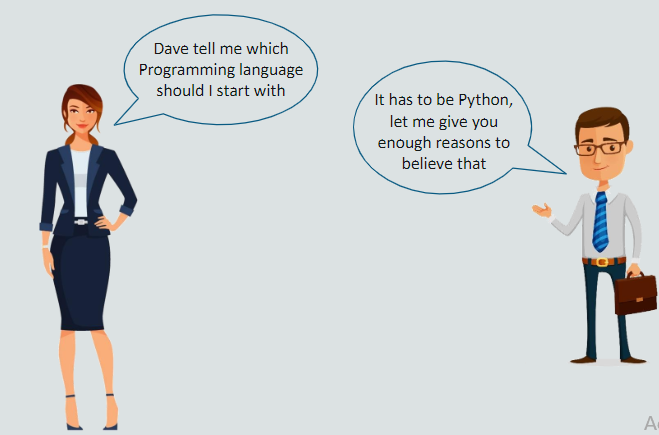 Dave tell me which
Programming language
should I start with
It has to be Python,
let me give you
enough reasons to
believe that